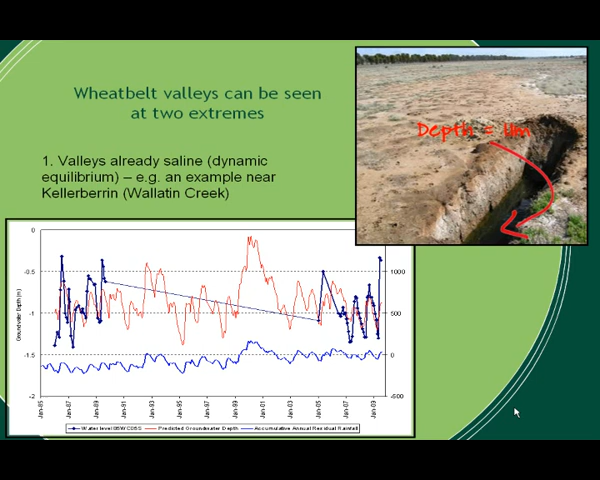 Wheatbelt valleys can be seen
at two extremes
Depth = 11m
1. Valleys already saline (dynamic
equilibrium) – e.g. an example near
Kellerberrin (Wallatin Creek)
Groundwater Depth (m)
0
-0.5
-1
-1.5
-2
1000
500
0
-500
Jan-85
Jan-87
Jan-89
Jan-91
Jan-93
Jan-95
Jan-97
Jan-99
Jan-01
Jan-03
Jan-05
Jan-07
Jan-09
Water level
Predicted Groundwater Depth
Accumulative Annual Residual Rainfall